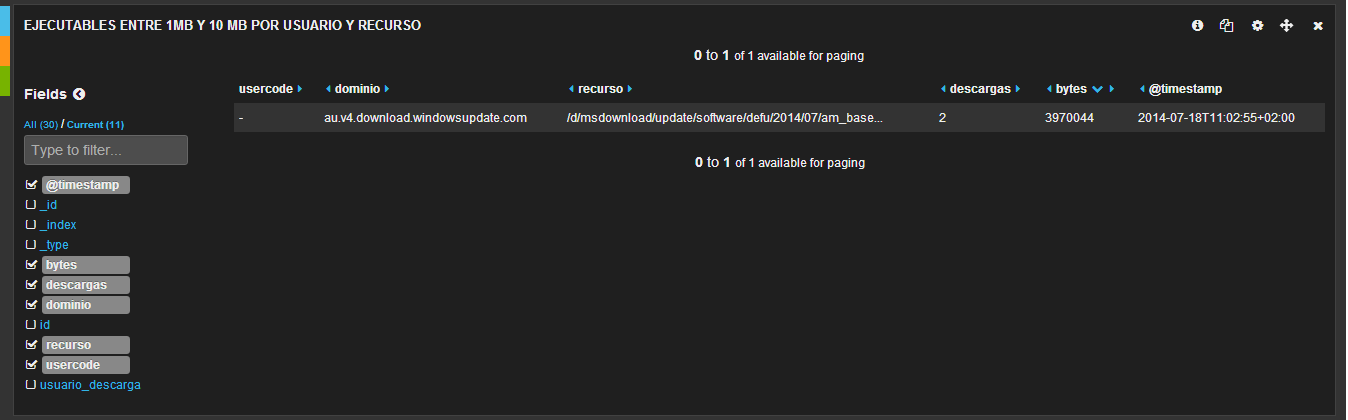 EJECUTABLES ENTRE 1MB Y 10 MB POR USUARIO Y RECURSO
0 to 1 of 1 available for paging
Fields
All (30) / Current (11)
Type to filter...
@timestamp
_id
_index
_type
bytes
descargas
dominio
id
recurso
usercode
usuario_descarga
usercode dominio recurso descargas bytes @timestamp
- au.v4.download.windowsupdate.com /d/msdownload/update/software/defu/2014/07/am_base... 2 3970044 2014-07-18T11:02:55+02:00
0 to 1 of 1 available for paging